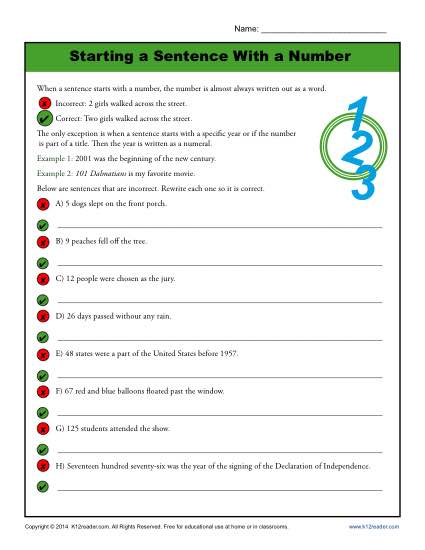 Name: ____________________
Starting a Sentence With a Number
When a sentence starts with a number, the number is almost always written out as a word.
Incorrect: 2 girls walked across the street.
Correct: Two girls walked across the street.
The only exception is when a sentence starts with a specific year or if the number
is part of a title. Then the year is written as a numeral.
Example 1: 2001 was the beginning of the new century.
Example 2: 101 Dalmatians is my favorite movie.
1
2
3
Below are sentences that are incorrect. Rewrite each one so it is correct.
A) 5 dogs slept on the front porch.
B) 9 peaches fell off the tree.
C) 12 people were chosen as the jury.
D) 26 days passed without any rain.
E) 48 states were a part of the United States before 1957.
F) 67 red and blue balloons floated past the window.
G) 125 students attended the show.
H) Seventeen hundred seventy-six was the year of the signing of the Declaration of Independence.
Copyright © 2014 K12reader.com. All Rights Reserved. Free for educational use at home or in classrooms.
www.k12reader.com